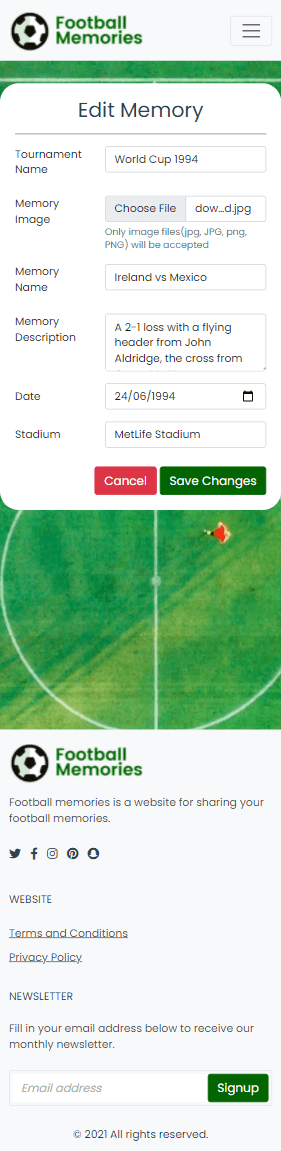 Football
Memories
Edit Memory
Tournament
Name
World Cup 1994
Memory
Image
Choose File
dow...d.jpg
Only image files(jpg, JPG, png,
PNG) will be accepted
Memory
Name
Ireland vs Mexico
Memory
Description
A 2-1 loss with a flying
header from John
Aldridge, the cross from
Date
24/06/1994
Stadium
MetLife Stadium
Cancel
Save Changes
Football
Memories
Football memories is a website for sharing your
football memories.
WEBSITE
Terms and Conditions
Privacy Policy
NEWSLETTER
Fill in your email address below to receive our
monthly newsletter.
Email address
Signup
© 2021 All rights reserved.